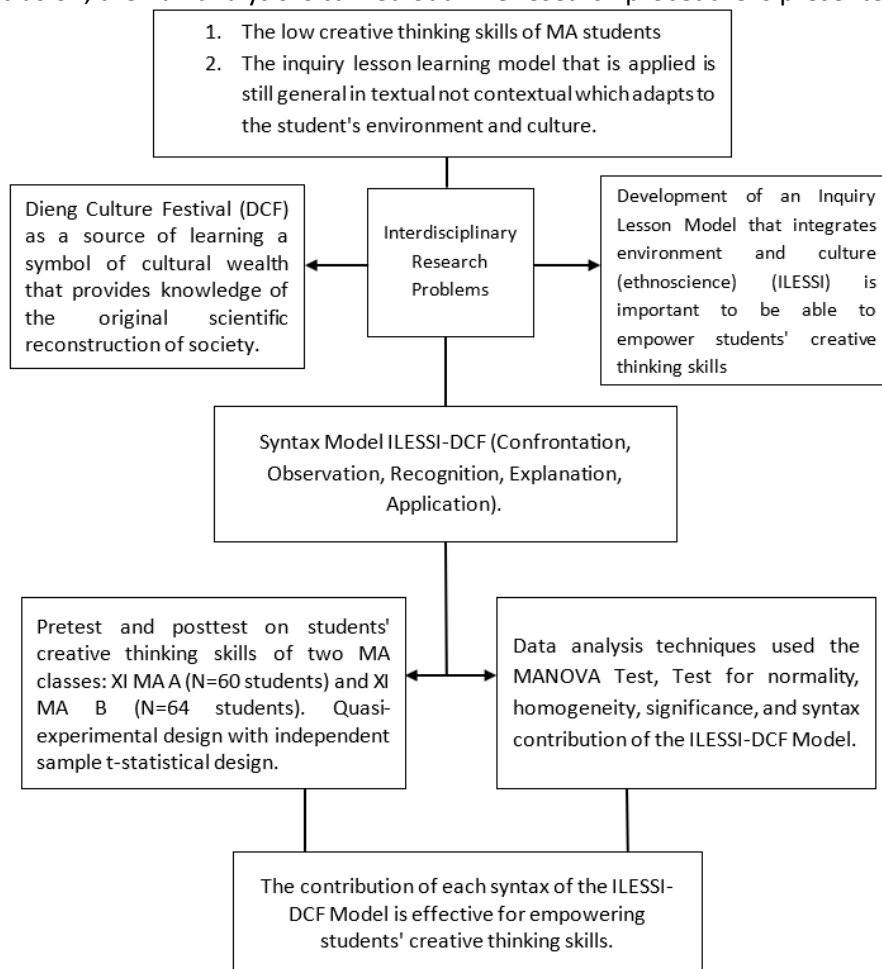 1. The low creative thinking skills of MA students
2. The inquiry lesson learning model that is applied is
still general in textual not contextual which adapts to
the student's environment and culture.
Dieng Culture Festival (DCF)
as a source of learning a
symbol of cultural wealth
that provides knowledge of
the original scientific
reconstruction of society.
Interdisciplinary
Research
Problems
Development of an Inquiry
Lesson Model that integrates
environment and culture
(ethnoscience) (ILESSI) is
important to be able to
empower students' creative
thinking skills
Syntax Model ILESSI-DCF (Confrontation,
Observation, Recognition, Explanation,
Application).
Pretest and posttest on students'
creative thinking skills of two MA
classes: XI MA A (N=60 students) and XI
MA B (N=64 students). Quasi-
experimental design with independent
sample t-statistical design.
Data analysis techniques used the
MANOVA Test, Test for normality,
homogeneity, significance, and syntax
contribution of the ILESSI-DCF Model.
The contribution of each syntax of the ILESSI-
DCF Model is effective for empowering
students' creative thinking skills.